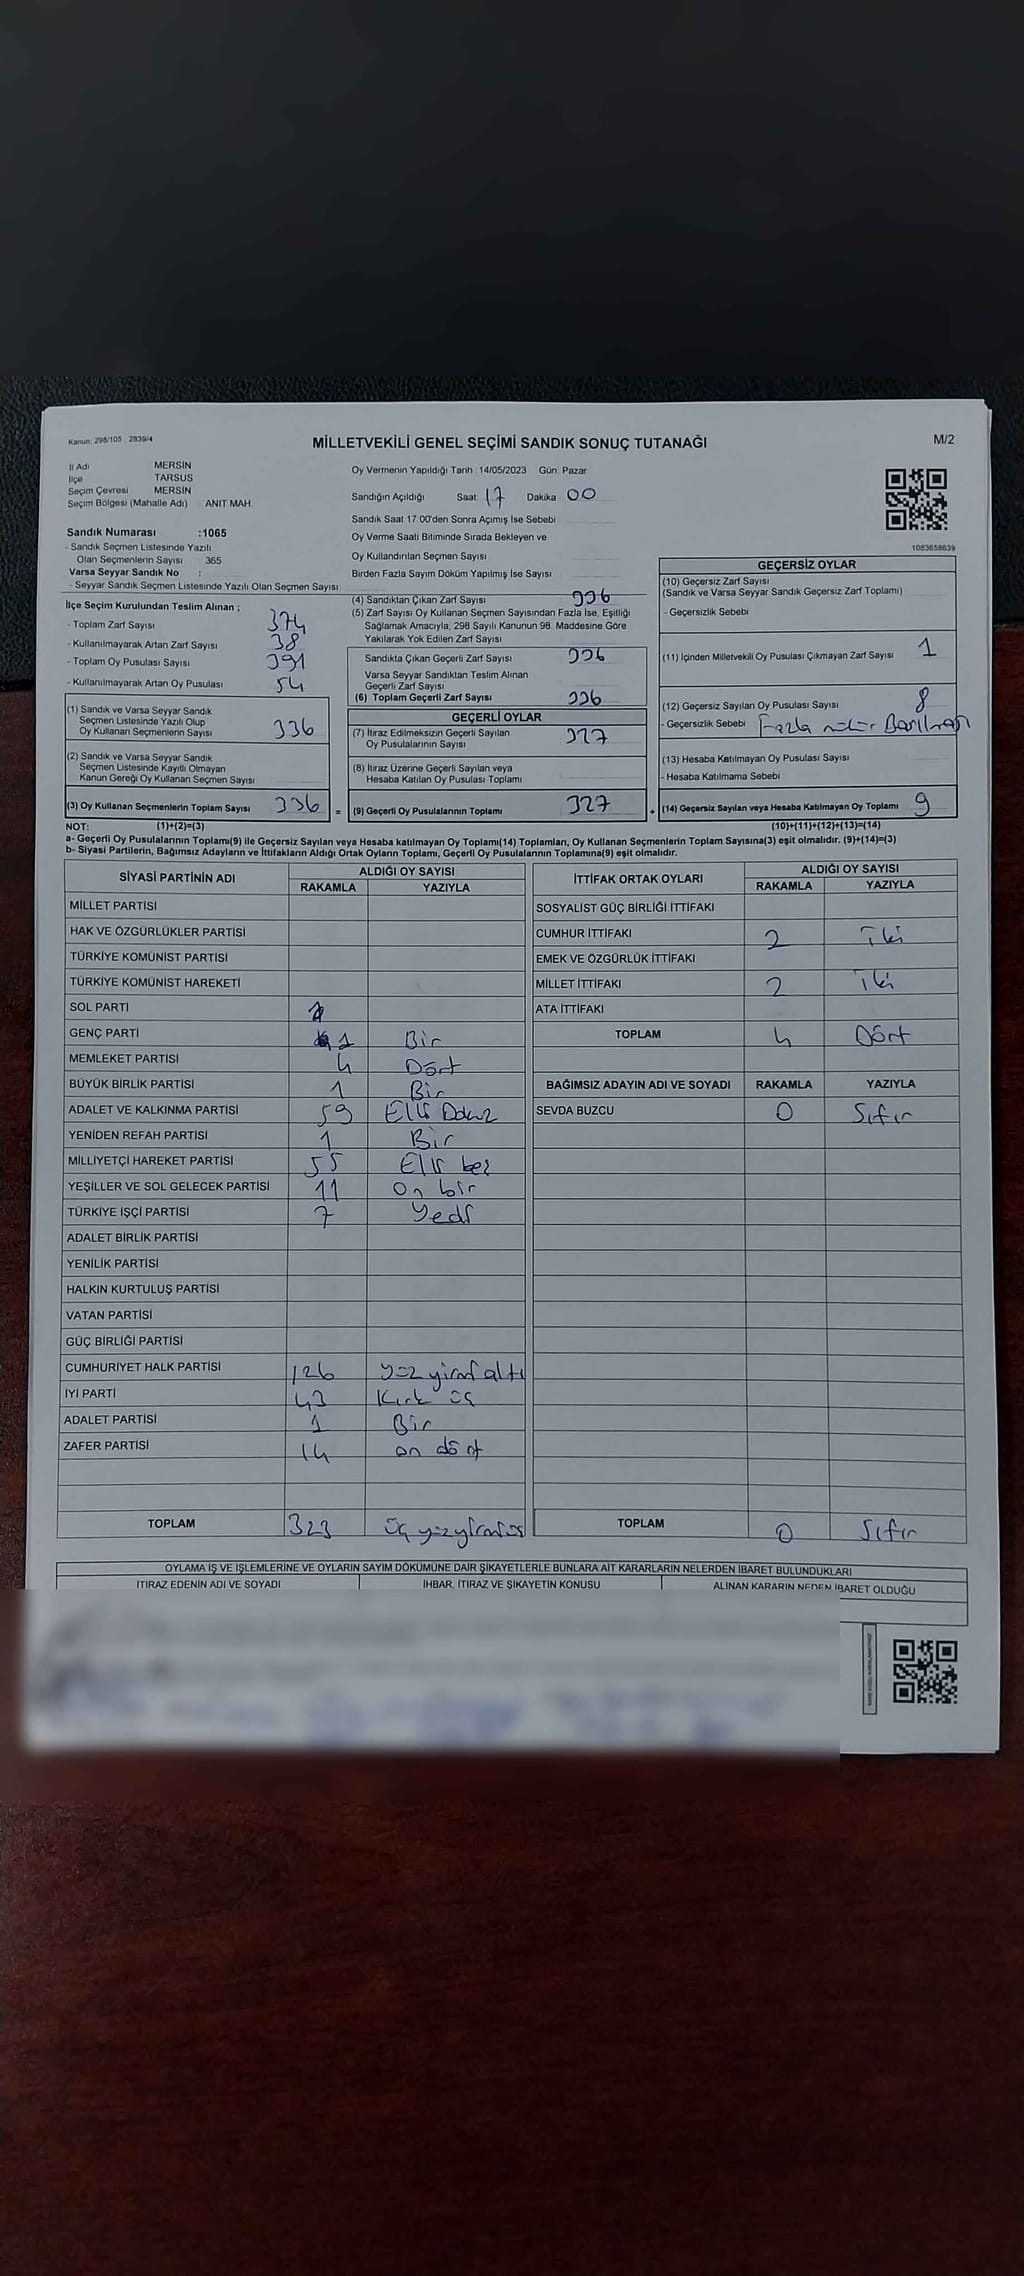 Kanun: 298/105 : 2839/4
MİLLETVEKİLİ GENEL SEÇİMİ SANDIK SONUÇ TUTANAĞI
M/2
İl Adı MERSİN
İlçe TARSUS
Seçim Çevresi MERSİN
Seçim Bölgesi (Mahalle Adı) ANIT MAH.
Oy Vermenin Yapıldığı Tarih :14/05/2023 Gün: Pazar
Sandığın Açıldığı Saat 17 Dakika 00
Sandık Saat 17.00'den Sonra Açımış İse Sebebi
Oy Verme Saati Bitiminde Sırada Bekleyen ve
Oy Kullandırılan Seçmen Sayısı
Birden Fazla Sayım Döküm Yapılmış İse Sayısı
1083658639
Sandık Numarası :1065
- Sandık Seçmen Listesinde Yazılı
Olan Seçmenlerin Sayısı 365
Varsa Seyyar Sandık No :
- Seyyar Sandık Seçmen Listesinde Yazılı Olan Seçmen Sayısı
İlçe Seçim Kurulundan Teslim Alınan ;
- Toplam Zarf Sayısı 374
- Kullanılmayarak Artan Zarf Sayısı 38
- Toplam Oy Pusulası Sayısı 391
- Kullanılmayarak Artan Oy Pusulası 54
(1) Sandık ve Varsa Seyyar Sandık
Seçmen Listesinde Yazılı Olup
Oy Kullanan Seçmenlerin Sayısı 336
(2) Sandık ve Varsa Seyyar Sandık
Seçmen Listesinde Kayıtlı Olmayan
Kanun Gereği Oy Kullanan Seçmen Sayısı
(3) Oy Kullanan Seçmenlerin Toplam Sayısı 336 =
(4) Sandıktan Çıkan Zarf Sayısı 336
(5) Zarf Sayısı Oy Kullanan Seçmen Sayısından Fazla İse, Eşitliği
Sağlamak Amacıyla, 298 Sayılı Kanunun 98. Maddesine Göre
Yakılarak Yok Edilen Zarf Sayısı
Sandıkta Çıkan Geçerli Zarf Sayısı 336
Varsa Seyyar Sandıktan Teslim Alınan
Geçerli Zarf Sayısı
(6) Toplam Geçerli Zarf Sayısı 336
GEÇERLİ OYLAR
(7) İtiraz Edilmeksizin Geçerli Sayılan
Oy Pusulalarının Sayısı 327
(8) İtiraz Üzerine Geçerli Sayılan veya
Hesaba Katılan Oy Pusulası Toplamı
(9) Geçerli Oy Pusulalarının Toplamı 327 +
GEÇERSİZ OYLAR
(10) Geçersiz Zarf Sayısı
(Sandık ve Varsa Seyyar Sandık Geçersiz Zarf Toplamı)
- Geçersizlik Sebebi
(11) İçinden Milletvekili Oy Pusulası Çıkmayan Zarf Sayısı 1
(12) Geçersiz Sayılan Oy Pusulası Sayısı 8
- Geçersizlik Sebebi Fazla mühür Basılması
(13) Hesaba Katılmayan Oy Pusulası Sayısı
- Hesaba Katılmama Sebebi
(14) Geçersiz Sayılan veya Hesaba Katılmayan Oy Toplamı 9
NOT: (1)+(2)=(3)
(10)+(11)+(12)+(13)=(14)
a- Geçerli Oy Pusulalarının Toplamı(9) ile Geçersiz Sayılan veya Hesaba katılmayan Oy Toplamı(14) Toplamları, Oy Kullanan Seçmenlerin Toplam Sayısına(3) eşit olmalıdır. (9)+(14)=(3)
b- Siyasi Partilerin, Bağımsız Adayların ve İttifakların Aldığı Ortak Oyların Toplamı, Geçerli Oy Pusulalarının Toplamına(9) eşit olmalıdır.
SİYASİ PARTİNİN ADI ALDIĞI OY SAYISI
RAKAMLA YAZIYLA
MİLLET PARTİSİ
HAK VE ÖZGÜRLÜKLER PARTİSİ
TÜRKİYE KOMÜNİST PARTİSİ
TÜRKİYE KOMÜNİST HAREKETİ
SOL PARTİ
GENÇ PARTİ 1 Bir
MEMLEKET PARTİSİ 4 Dört
BÜYÜK BİRLİK PARTİSİ 1 Bir
ADALET VE KALKINMA PARTİSİ 59 Elli Dokuz
YENİDEN REFAH PARTİSİ 1 Bir
MİLLİYETÇİ HAREKET PARTİSİ 55 Elli beş
YEŞİLLER VE SOL GELECEK PARTİSİ 11 On bir
TÜRKİYE İŞÇİ PARTİSİ 7 Yedi
ADALET BİRLİK PARTİSİ
YENİLİK PARTİSİ
HALKIN KURTULUŞ PARTİSİ
VATAN PARTİSİ
GÜÇ BİRLİĞİ PARTİSİ
CUMHURİYET HALK PARTİSİ 126 yüz yirmi altı
İYİ PARTİ 43 Kırk üç
ADALET PARTİSİ 1 Bir
ZAFER PARTİSİ 14 on dört
TOPLAM 323 üç yüz yirmi üç
İTTİFAK ORTAK OYLARI ALDIĞI OY SAYISI
RAKAMLA YAZIYLA
SOSYALİST GÜÇ BİRLİĞİ İTTİFAKI
CUMHUR İTTİFAKI 2 iki
EMEK VE ÖZGÜRLÜK İTTİFAKI
MİLLET İTTİFAKI 2 iki
ATA İTTİFAKI
TOPLAM 4 Dört
BAĞIMSIZ ADAYIN ADI VE SOYADI RAKAMLA YAZIYLA
SEVDA BUZCU 0 Sıfır
TOPLAM 0 Sıfır
OYLAMA İŞ VE İŞLEMLERİNE VE OYLARIN SAYIM DÖKÜMÜNE DAİR ŞİKAYETLERLE BUNLARA AİT KARARLARIN NELERDEN İBARET BULUNDUKLARI
İTİRAZ EDENİN ADI VE SOYADI İHBAR, İTİRAZ VE ŞİKAYETİN KONUSU ALINAN KARARIN NEDEN İBARET OLDUĞU